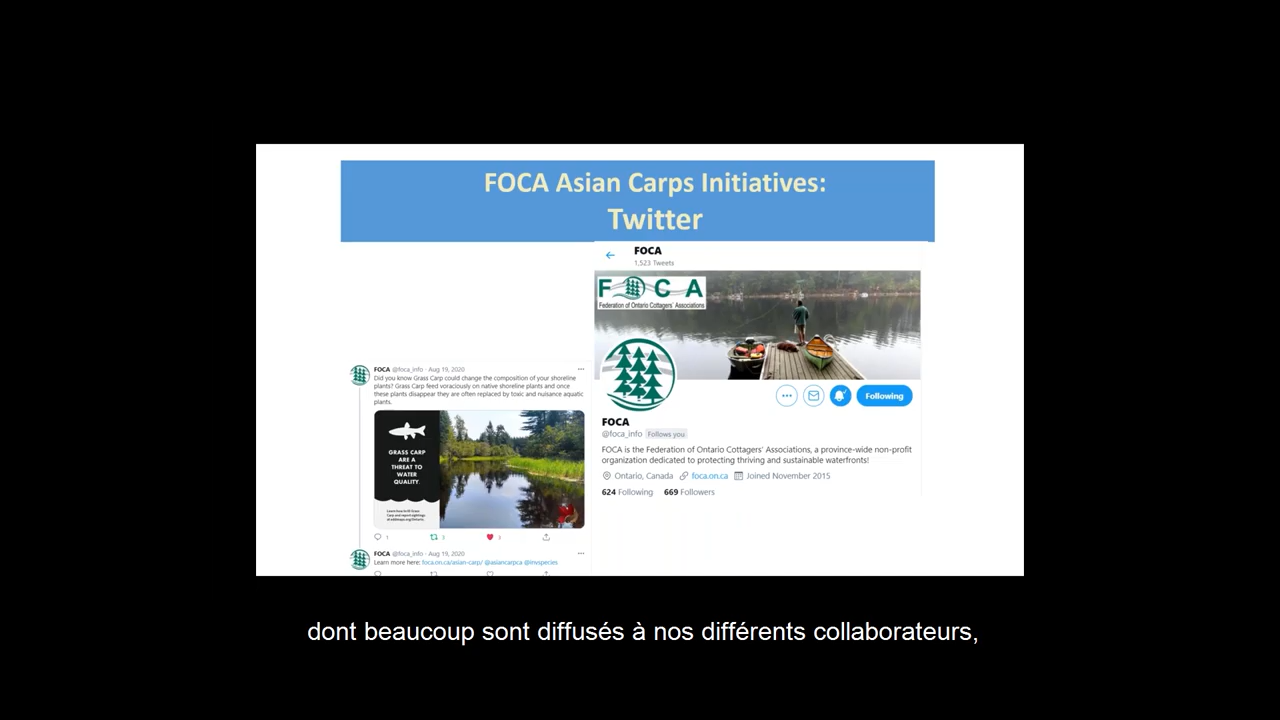 FOCA Asian Carps Initiatives:
Twitter
FOCA
1,523 Tweets
F O C A
Federation of Ontario Cottagers' Associations
Following
FOCA
@foca_info Follows you
FOCA is the Federation of Ontario Cottagers' Associations, a province-wide non-profit
organization dedicated to protecting thriving and sustainable waterfronts!
Ontario, Canada foca.on.ca Joined November 2015
624 Following 669 Followers
FOCA @foca_info · Aug 19, 2020
Did you know Grass Carp could change the composition of your shoreline
plants? Grass Carp feed voraciously on native shoreline plants and once
these plants disappear they are often replaced by toxic and nuisance aquatic
plants.
GRASS CARP
ARE A
THREAT TO
WATER
QUALITY.
1 3 3
FOCA @foca_info · Aug 19, 2020
Learn more here: foca.on.ca/asian-carp/ @asiancarpca @invspecies
dont beaucoup sont diffusés à nos différents collaborateurs,